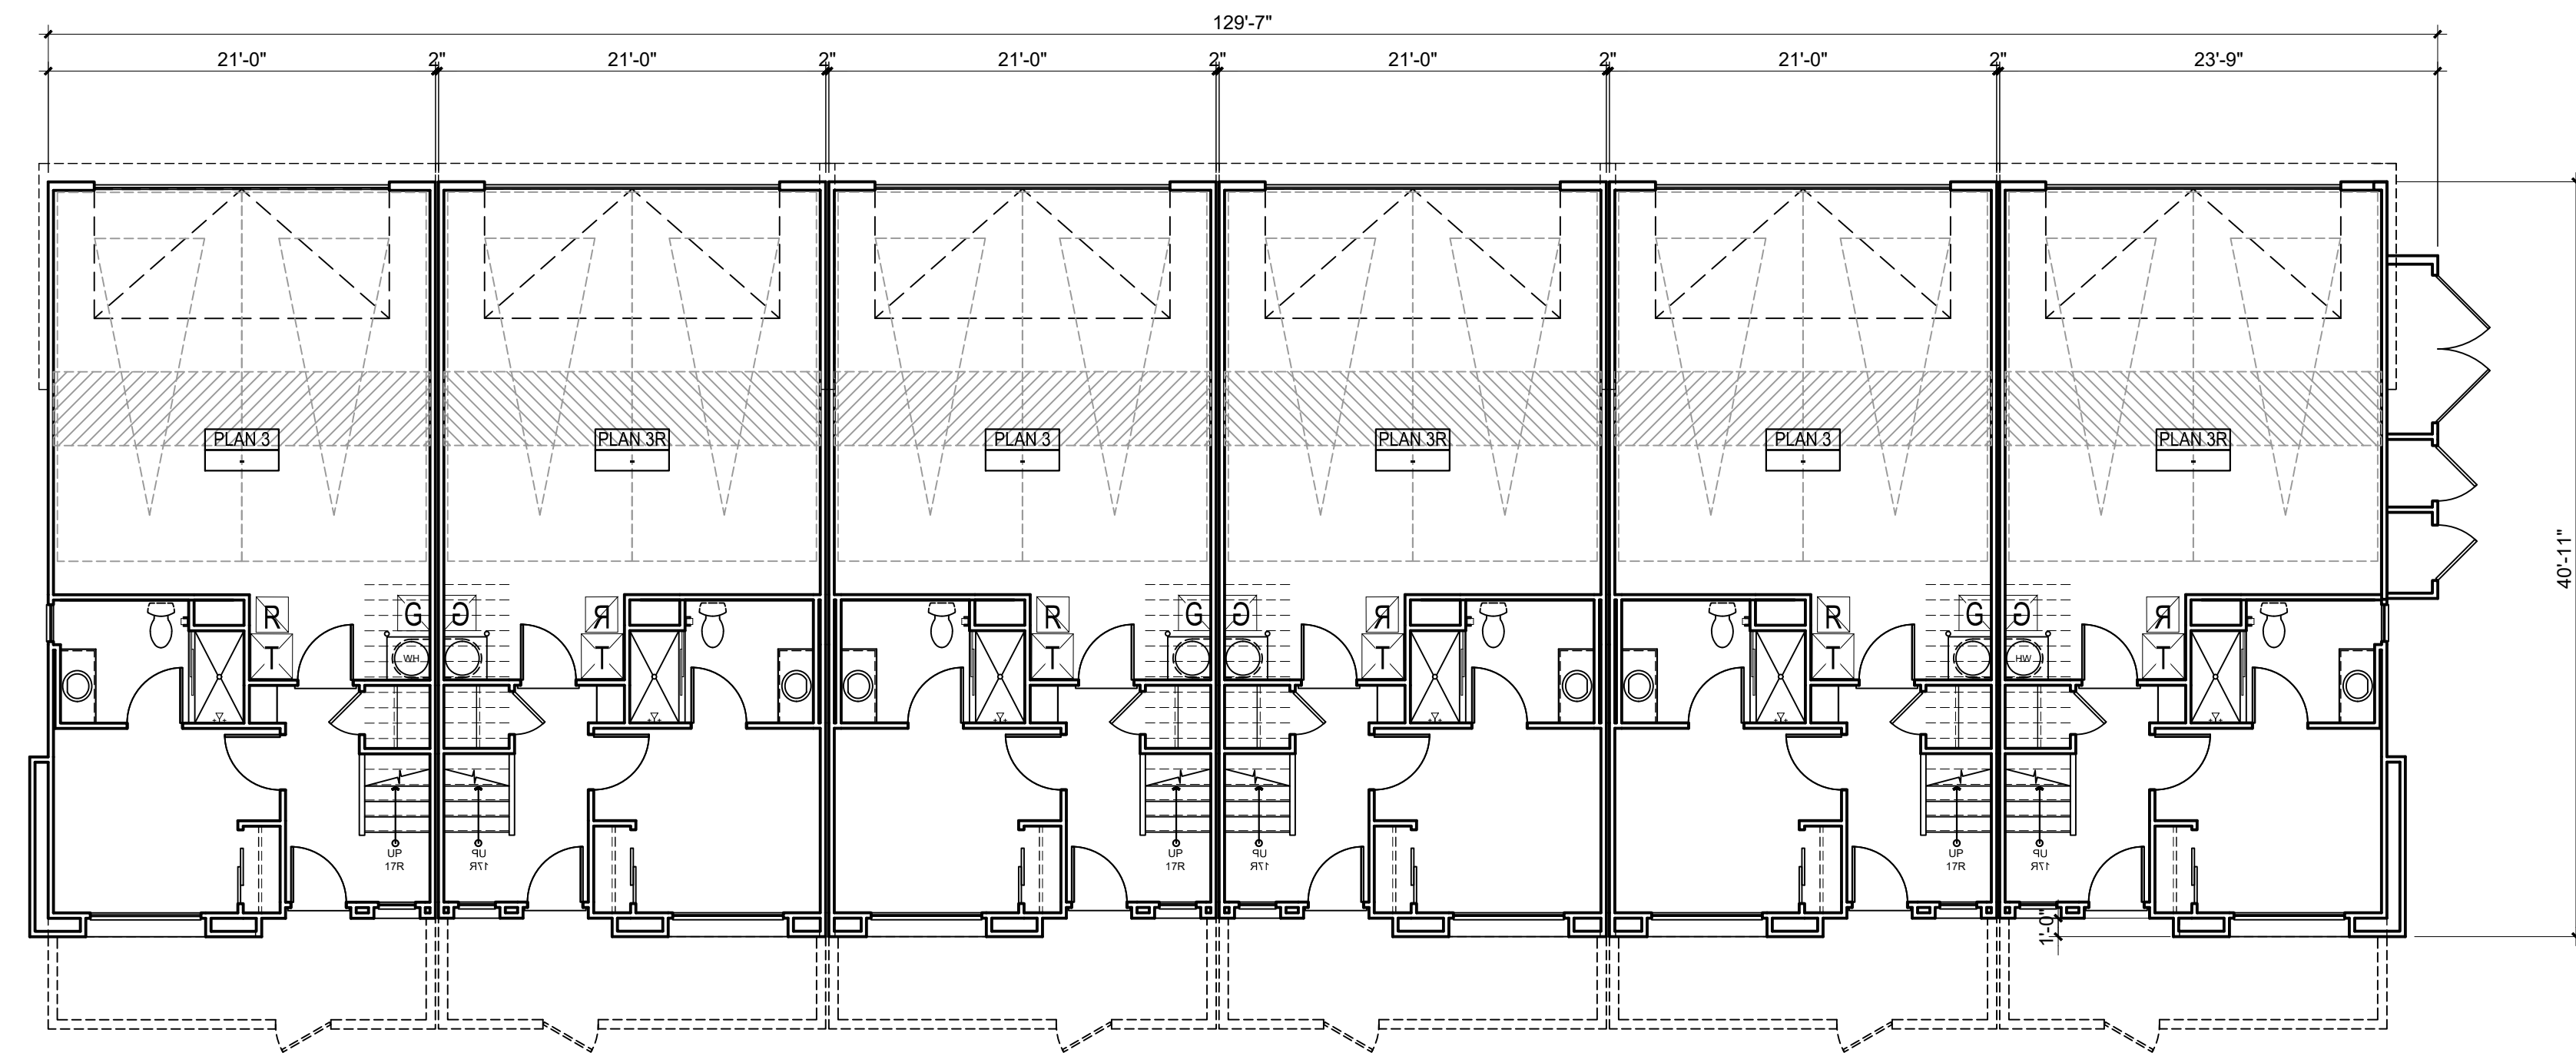 129'-7"
21'-0" 2" 21'-0" 2" 21'-0" 2" 21'-0" 2" 21'-0" 2" 23'-9"
PLAN 3 PLAN 3R PLAN 3 PLAN 3R PLAN 3 PLAN 3R
40'-11"
R G G R R G G R R G G R
T WH T T T T WH T
UP UP UP UP UP UP
17R 17R 17R 17R 17R 17R
1'-0"